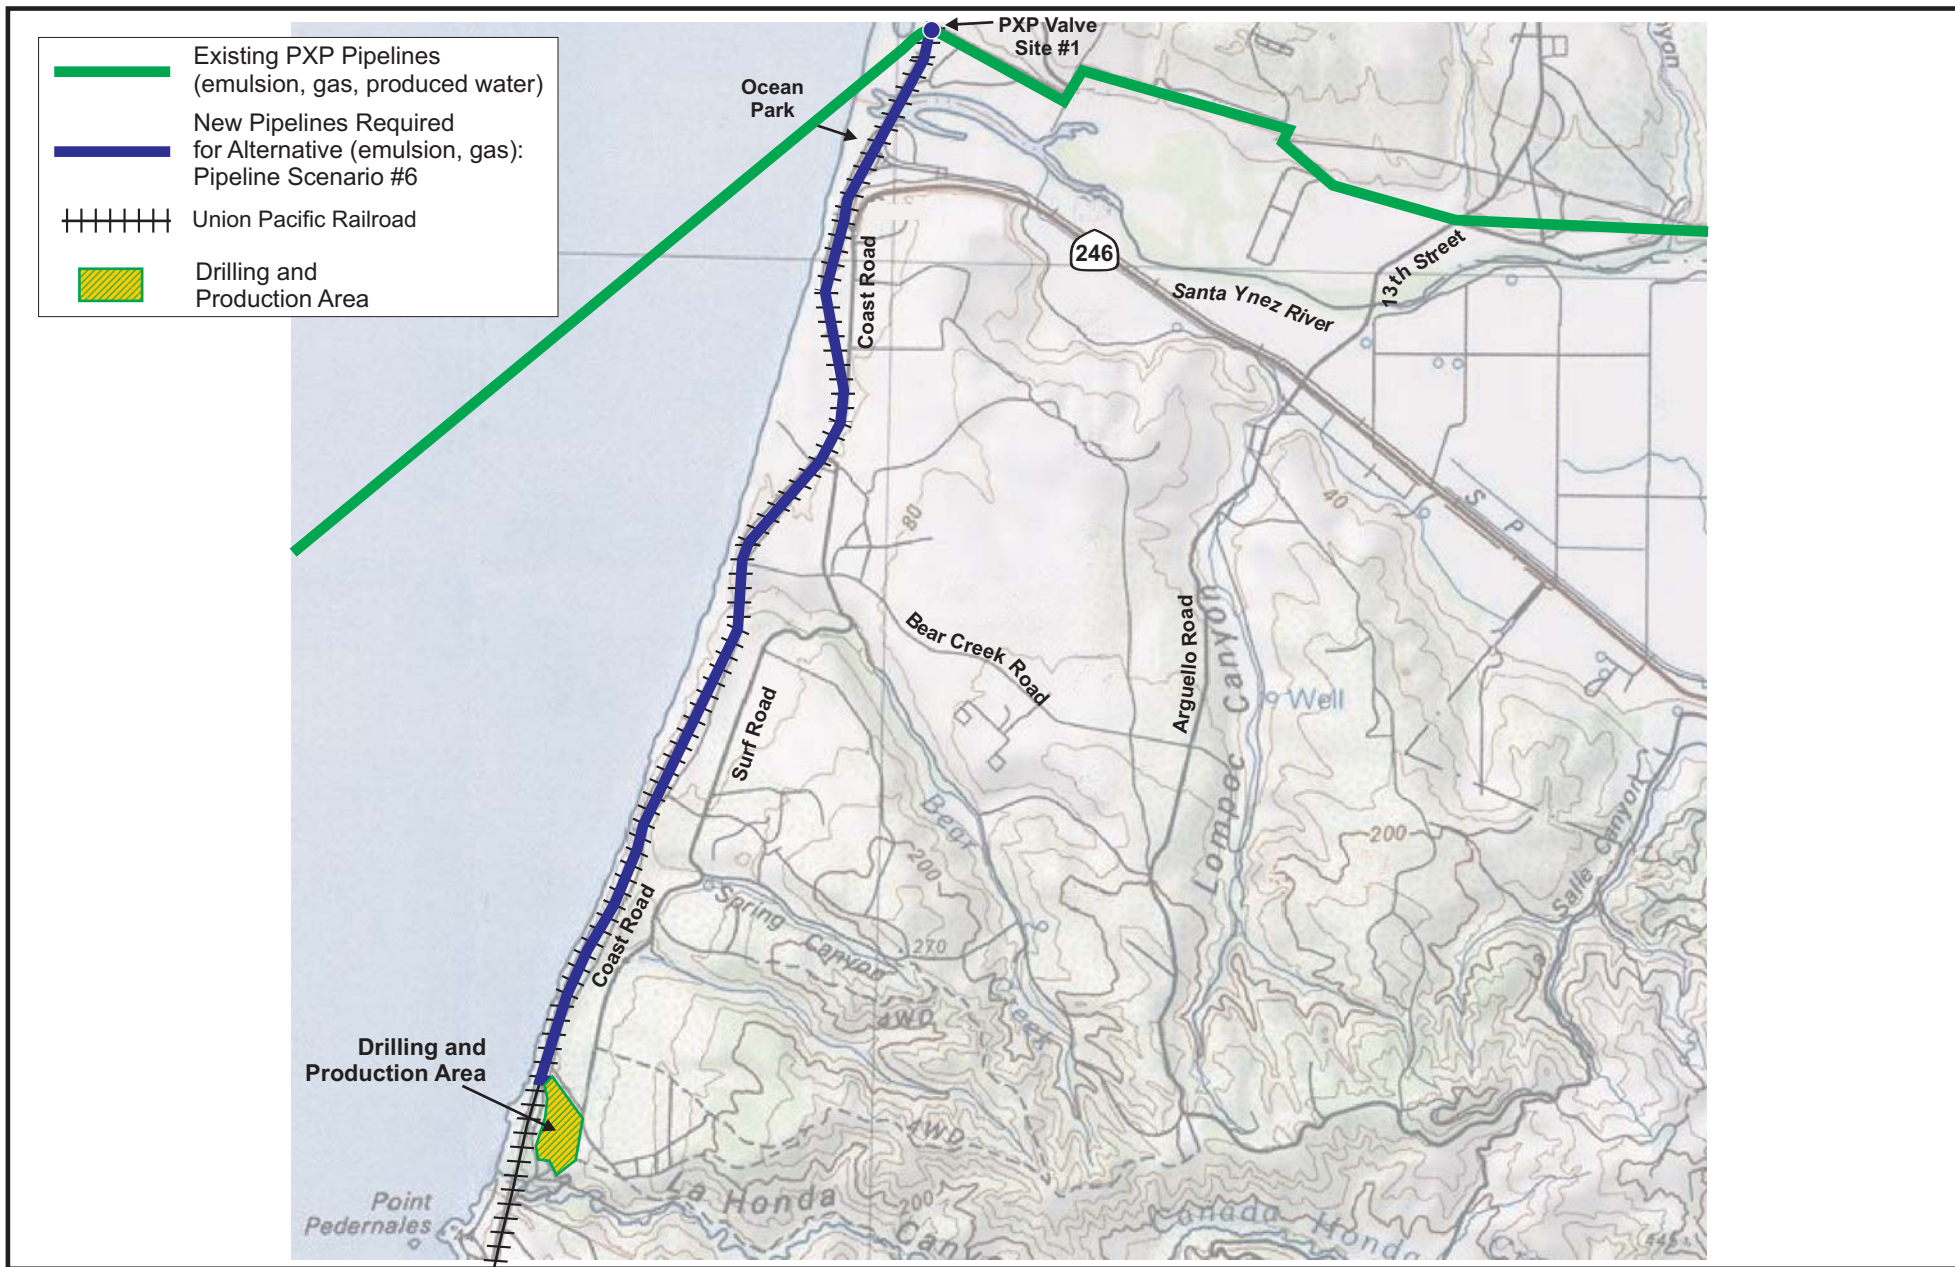 Existing PXP Pipelines
(emulsion, gas, produced water)
New Pipelines Required
for Alternative (emulsion, gas):
Pipeline Scenario #6
Union Pacific Railroad
Drilling and
Production Area
PXP Valve
Site #1
Ocean
Park
Coast Road
246
Santa Ynez River
13th Street
yon
80
40
S P
Bear Creek Road
Arguello Road
Lompoc Canyon
Well
Surf Road
Bear
Creek
200
200
Salle Canyon
Spring
Canyon
270
4WD
Coast Road
Drilling and
Production Area
4WD
La Honda
200
Point
Pedernales
Canada Honda